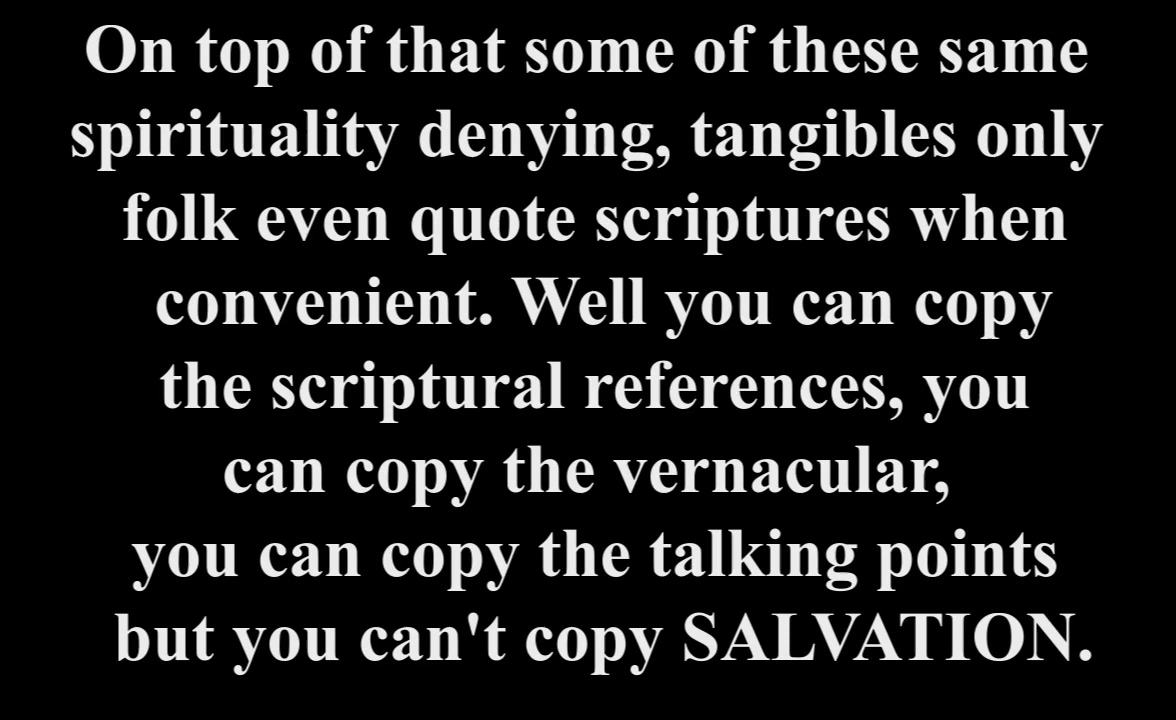 On top of that some of these same
spirituality denying, tangibles only
folk even quote scriptures when
convenient. Well you can copy
the scriptural references, you
can copy the vernacular,
you can copy the talking points
but you can't copy SALVATION.